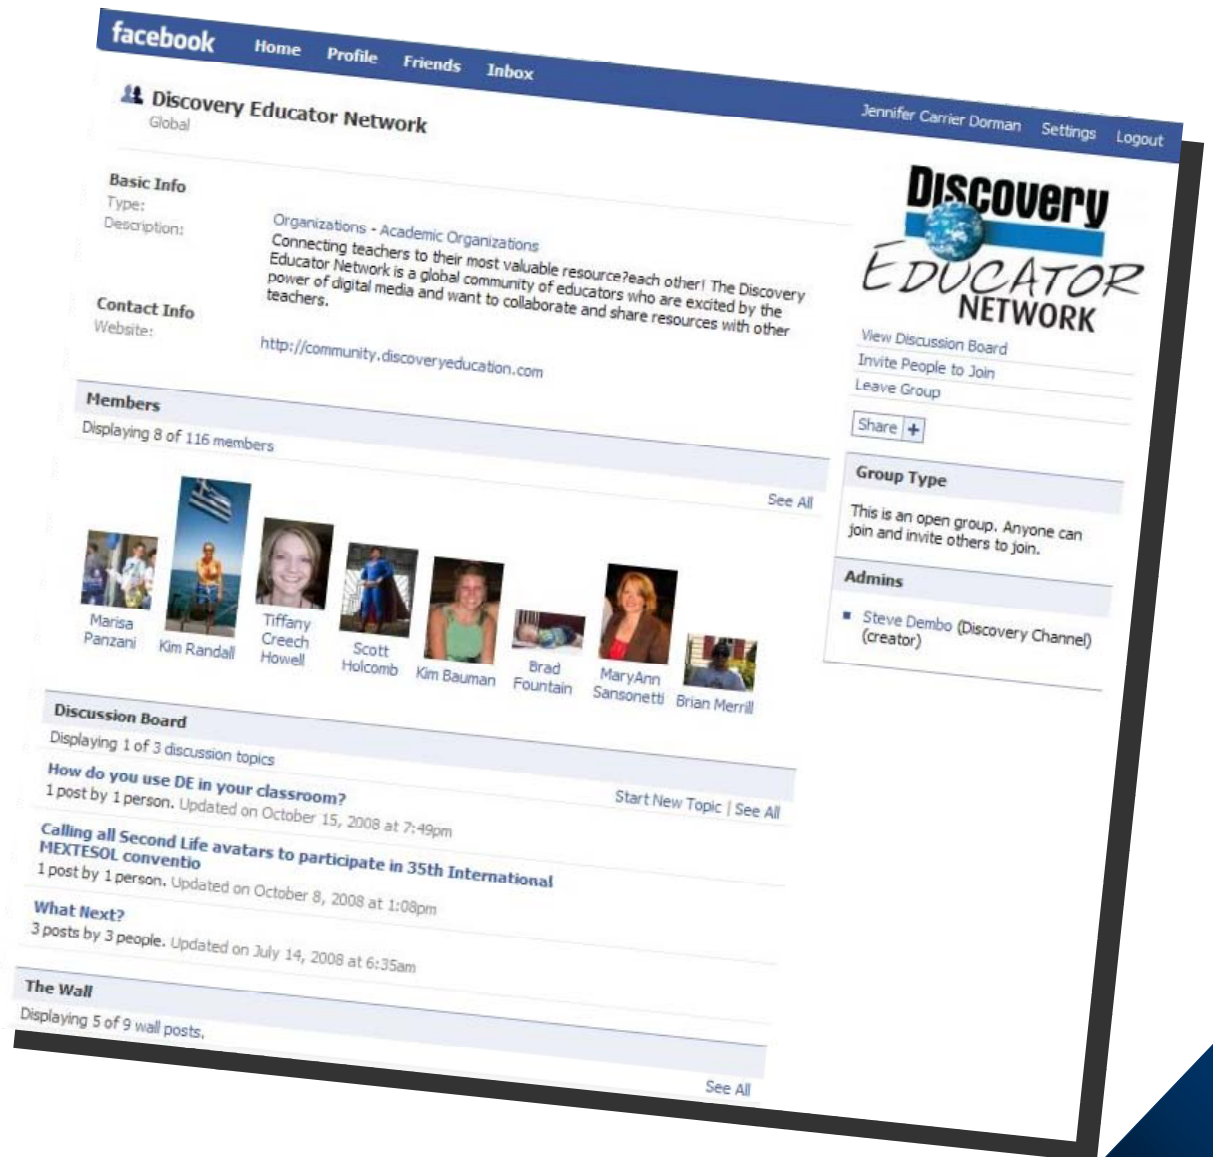 facebook Home Profile Friends Inbox
Jennifer Carrier Dorman Settings Logout
Discovery Educator Network
Global
Basic Info
Type:
Organizations - Academic Organizations
Description:
Connecting teachers to their most valuable resource?each other! The Discovery
Educator Network is a global community of educators who are excited by the
power of digital media and want to collaborate and share resources with other
teachers.
Contact Info
Website:
http://community.discoveryeducation.com
Members
Displaying 8 of 116 members
See All
Marisa
Panzani
Kim Randall
Tiffany
Creech
Howell
Scott
Holcomb
Kim Bauman
Brad
Fountain
MaryAnn
Sansonetti
Brian Merrill
Discussion Board
Displaying 1 of 3 discussion topics
Start New Topic | See All
How do you use DE in your classroom?
1 post by 1 person. Updated on October 15, 2008 at 7:49pm
Calling all Second Life avatars to participate in 35th International
MEXTESOL conventio
1 post by 1 person. Updated on October 8, 2008 at 1:08pm
What Next?
3 posts by 3 people. Updated on July 14, 2008 at 6:35am
The Wall
Displaying 5 of 9 wall posts.
See All
DISCOVERY
EDUCATOR
NETWORK
View Discussion Board
Invite People to Join
Leave Group
Share +
Group Type
This is an open group. Anyone can
join and invite others to join.
Admins
Steve Dembo (Discovery Channel)
(creator)